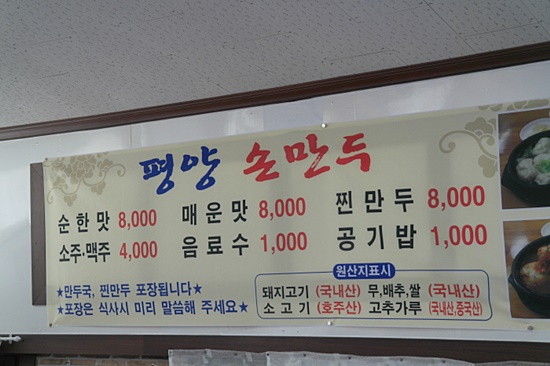 평양 손만두
순한맛 8,000 매운맛 8,000 찐만두 8,000
소주·맥주 4,000 음료수 1,000 공기밥 1,000
원산지표시
★만두국, 찐만두 포장됩니다★ 돼지고기 (국내산) 무,배추,쌀 (국내산)
★포장은 식사시 미리 말씀해 주세요★ 소고기 (호주산) 고추가루 (국내산,중국산)